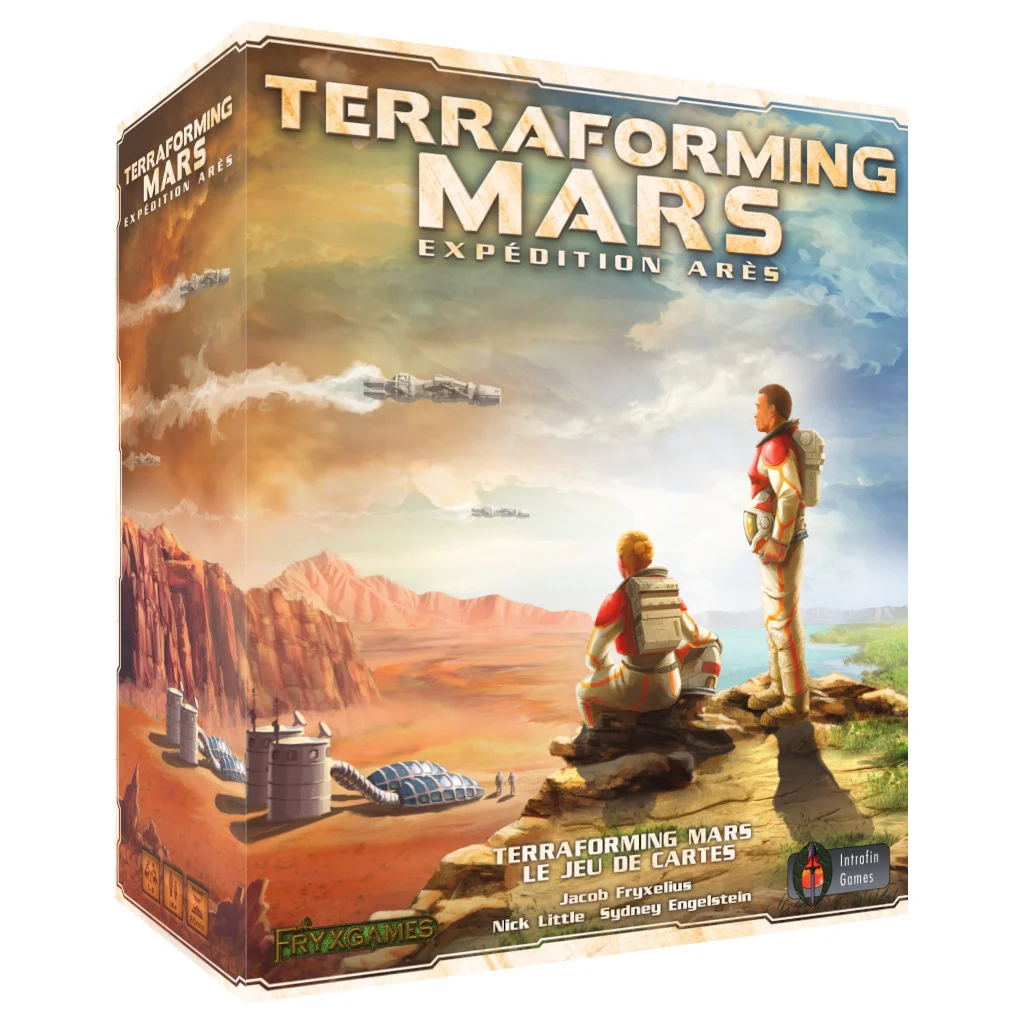 TERRAFORMING
MARS
EXPÉDITION ARÈS
TERRAFORMING
MARS
EXPÉDITION ARÈS
TERRAFORMING MARS
LE JEU DE CARTES
Jacob Fryxelius
Nick Little Sydney Engelstein
Intrafin
Games
FRYXGAMES